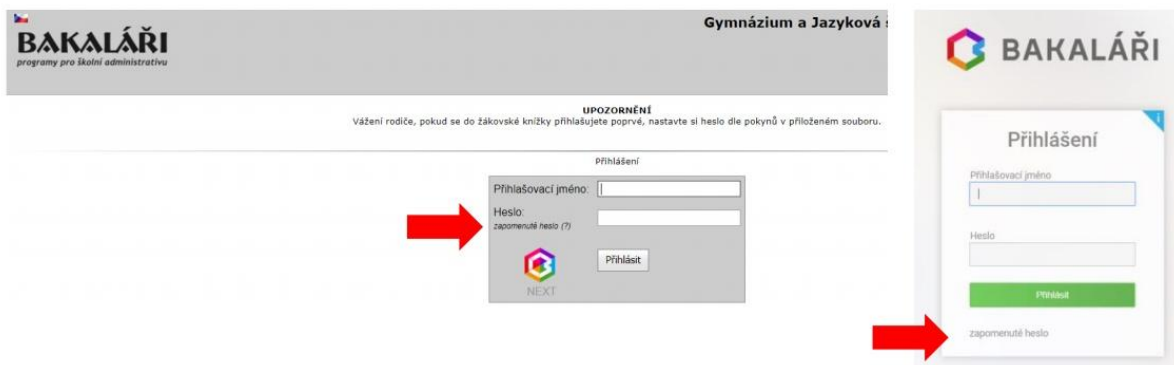 BAKALÁŘI
programy pro školní administrativu
Gymnázium a Jazyková
UPOZORNĚNÍ
Vážení rodiče, pokud se do žákovské knížky přihlašujete poprvé, nastavte si heslo dle pokynů v přiloženém souboru.
Přihlášení
Přihlašovací jméno:
Heslo:
zapomenuté heslo (?)
Přihlásit
NEXT
BAKALÁŘI
i
Přihlášení
Přihlašovací jméno
Heslo
Přihlásit
zapomenuté heslo